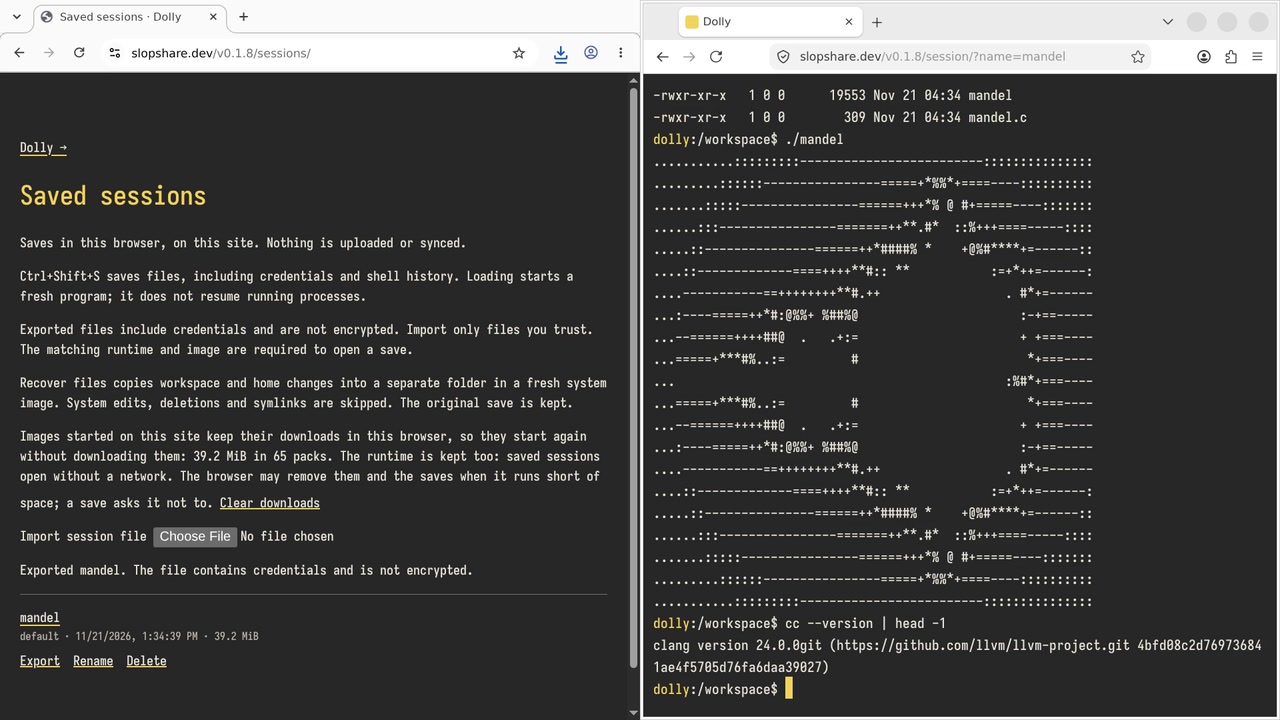 Saved sessions · Dolly
slopshare.dev/v0.1.8/sessions/
Dolly →
Saved sessions
Saves in this browser, on this site. Nothing is uploaded or synced.
Ctrl+Shift+S saves files, including credentials and shell history. Loading starts a
fresh program; it does not resume running processes.
Exported files include credentials and are not encrypted. Import only files you trust.
The matching runtime and image are required to open a save.
Recover files copies workspace and home changes into a separate folder in a fresh system
image. System edits, deletions and symlinks are skipped. The original save is kept.
Images started on this site keep their downloads in this browser, so they start again
without downloading them: 39.2 MiB in 65 packs. The runtime is kept too: saved sessions
open without a network. The browser may remove them and the saves when it runs short of
space; a save asks it not to. Clear downloads
Import session file Choose File No file chosen
Exported mandel. The file contains credentials and is not encrypted.
mandel
default · 11/21/2026, 1:34:39 PM · 39.2 MiB
Export Rename Delete
Dolly
slopshare.dev/v0.1.8/session/?name=mandel
-rwxr-xr-x   1 0 0      19553 Nov 21 04:34 mandel
-rwxr-xr-x   1 0 0        309 Nov 21 04:34 mandel.c
dolly:/workspace$ ./mandel
...........:::::::::-------------------------:::::::::::::::
.........::::::----------------=====+*%%*+====----::::::::::
.......:::::----------------======+++*% @ #+=====----:::::::
......:::------------------=======++**.#*  ::%+++====-----::::
.....::---------------======++*####% *    +@%#****+=------::
....::-------------====++++**#:: **           :=+*++=------:
....-----------==++++++++**#.++                 . #*+=------
...:----=====++*#:@%%+ %##%@                      :-+==-----
...--======++++##@  .   .+:=                      + +===----
...=====+***#%..:=         #                       *+===----
...                                             :%#*+====----
...=====+***#%..:=         #                       *+===----
...--======++++##@  .   .+:=                      + +===----
...:----=====++*#:@%%+ %##%@                      :-+==-----
....-----------==++++++++**#.++                 . #*+=------
....::-------------====++++**#:: **           :=+*++=------:
.....::---------------======++*####% *    +@%#****+=------::
......:::------------------=======++**.#*  ::%+++====-----::::
.......:::::----------------======+++*% @ #+=====----:::::::
.........::::::----------------=====+*%%*+====----::::::::::
...........:::::::::-------------------------:::::::::::::::
dolly:/workspace$ cc --version | head -1
clang version 24.0.0git (https://github.com/llvm/llvm-project.git 4bfd08c2d76973684
1ae4f5705d76fa6daa39027)
dolly:/workspace$